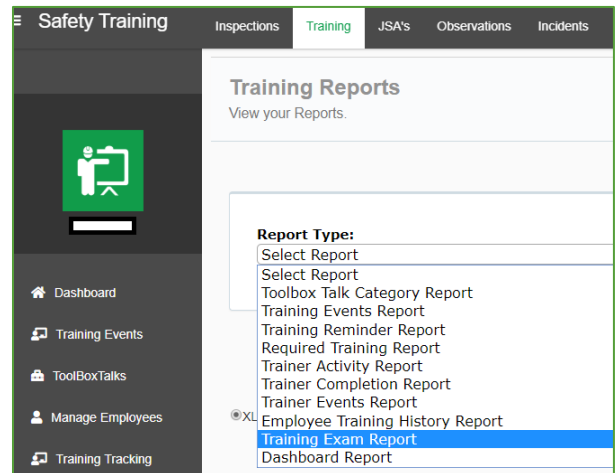 Safety Training
Inspections Training JSA's Observations Incidents
Training Reports
View your Reports.
Report Type:
Select Report
Select Report
Toolbox Talk Category Report
Training Events Report
Training Reminder Report
Required Training Report
Trainer Activity Report
Trainer Completion Report
Trainer Events Report
Employee Training History Report
Training Exam Report
Dashboard Report
XL
Dashboard
Training Events
ToolBoxTalks
Manage Employees
Training Tracking